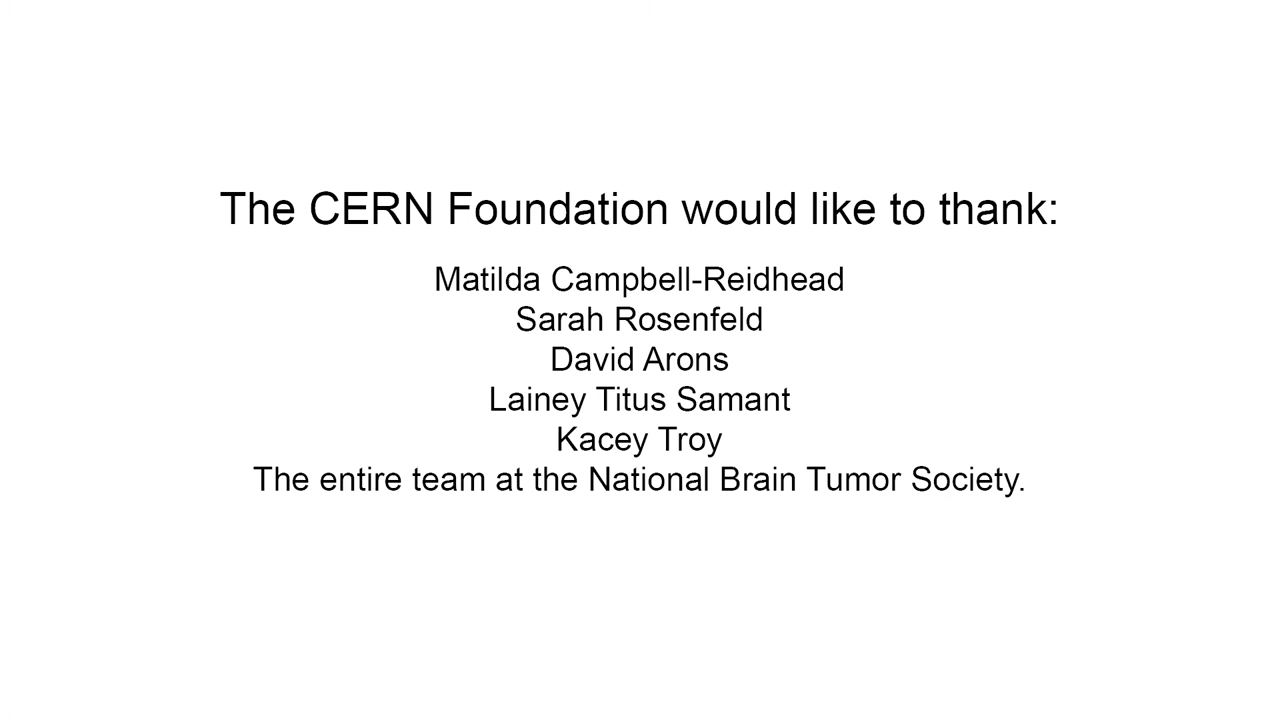 The CERN Foundation would like to thank:
Matilda Campbell-Reidhead
Sarah Rosenfeld
David Arons
Lainey Titus Samant
Kacey Troy
The entire team at the National Brain Tumor Society.